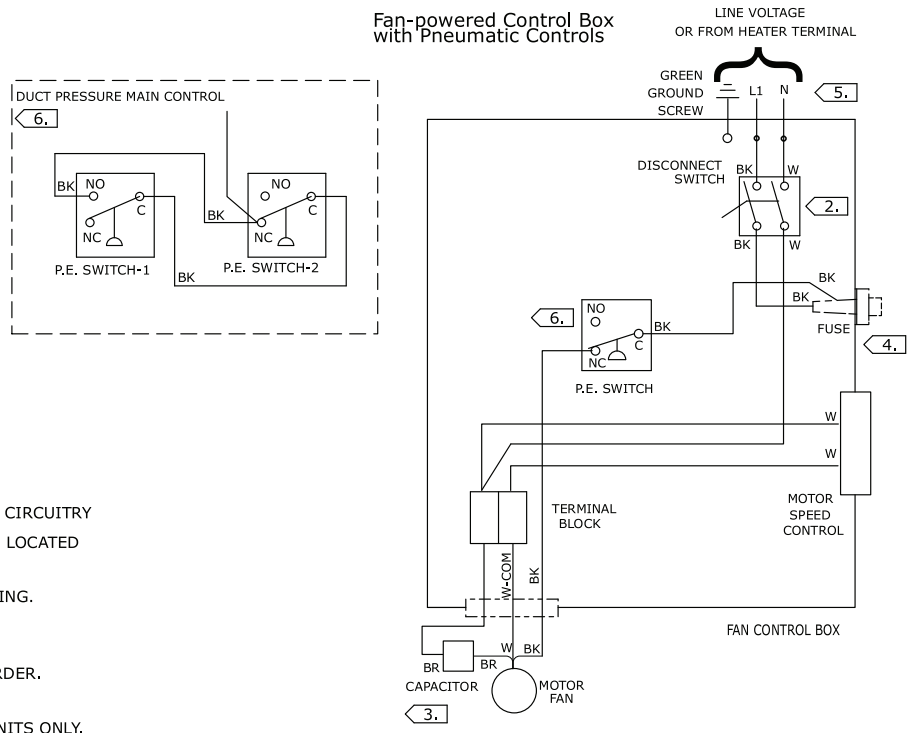 Fan-powered Control Box
with Pneumatic Controls
LINE VOLTAGE
OR FROM HEATER TERMINAL
GREEN
GROUND
SCREW
L1
N
5.
DUCT PRESSURE MAIN CONTROL
6.
BK
NO
C
NC
P.E. SWITCH-1
BK
BK
NO
C
NC
P.E. SWITCH-2
DISCONNECT
SWITCH
BK
W
2.
BK
W
BK
BK
FUSE
4.
6.
NO
BK
C
NC
P.E. SWITCH
W
W
MOTOR
SPEED
CONTROL
TERMINAL
BLOCK
W-COM
BK
FAN CONTROL BOX
W
BK
BR
BR
CAPACITOR
MOTOR
FAN
3.
CIRCUITRY
LOCATED
ING.
RDER.
NITS ONLY.